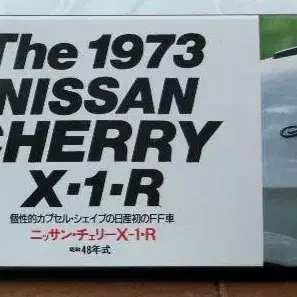 The 1973
NISSAN
CHERRY
X・1・R
個性的カプセル・シェイプの日産初のFF車
ニッサン・チェリーX-1・R
昭和48年式